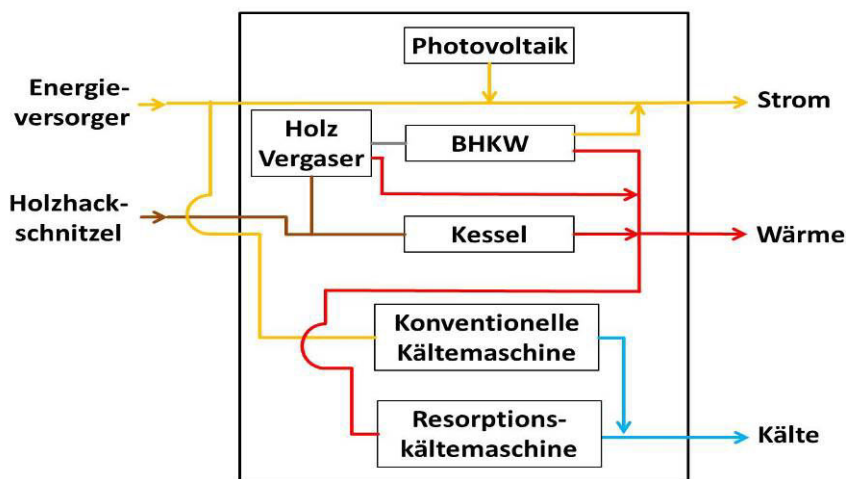 Photovoltaik
Energie-
versorger
Strom
Holz
Vergaser
BHKW
Holzhack-
schnitzel
Kessel
Wärme
Konventionelle
Kältemaschine
Resorptions-
kältemaschine
Kälte